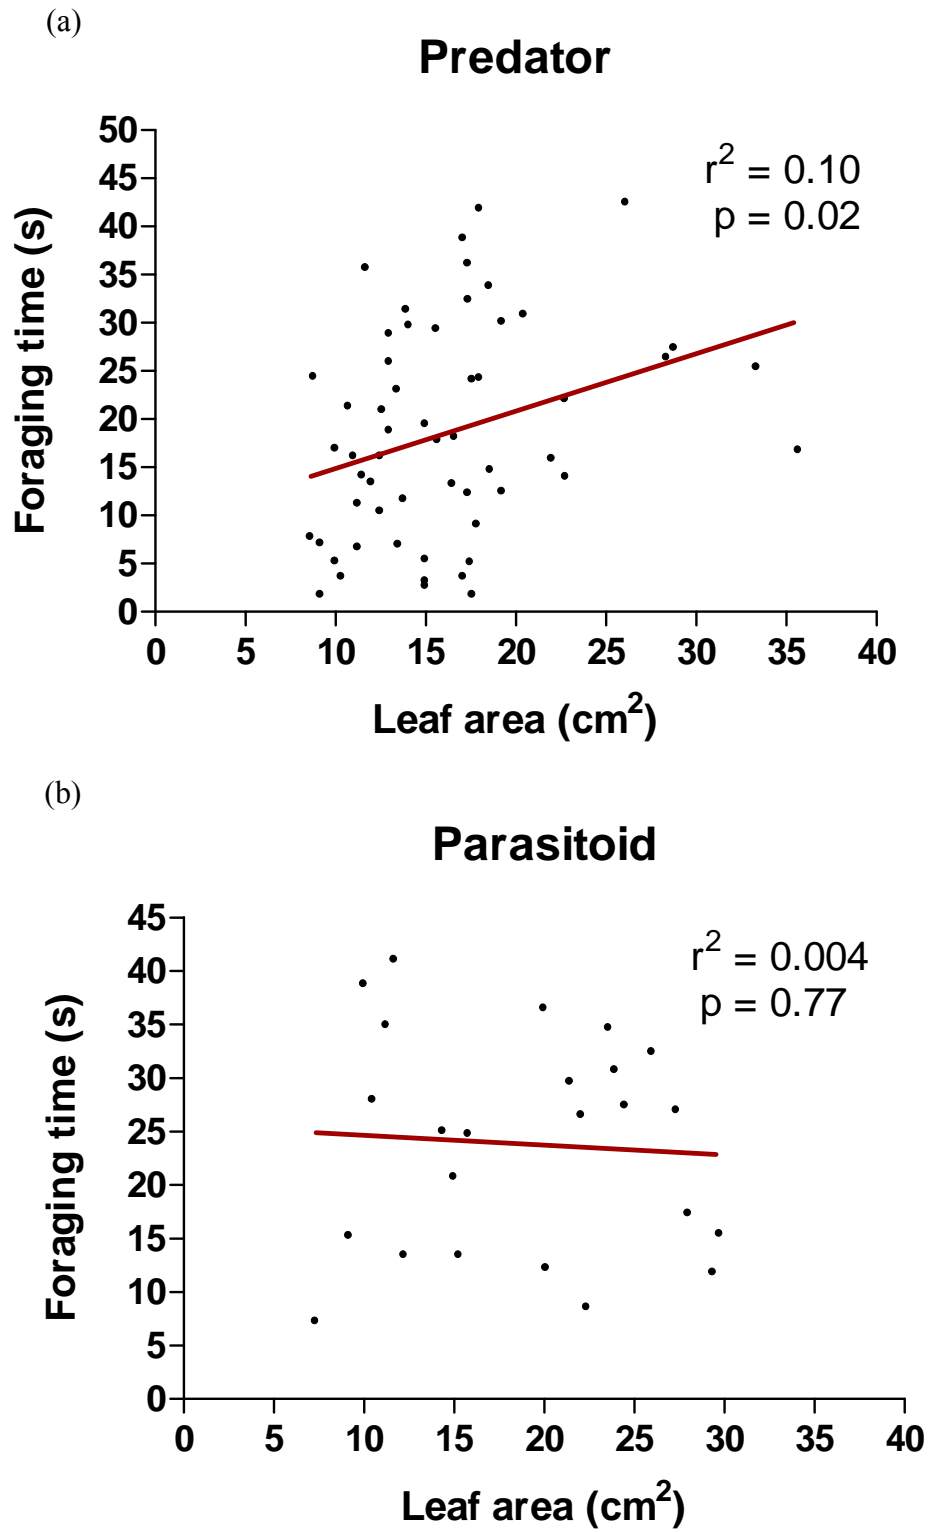 (a)
Predator
50
45
40
35
30
25
20
15
10
5
0
r² = 0.10
p = 0.02
Foraging time (s)
0 5 10 15 20 25 30 35 40
Leaf area (cm²)
(b)
Parasitoid
45
40
35
30
25
20
15
10
5
0
r² = 0.004
p = 0.77
Foraging time (s)
0 5 10 15 20 25 30 35 40
Leaf area (cm²)